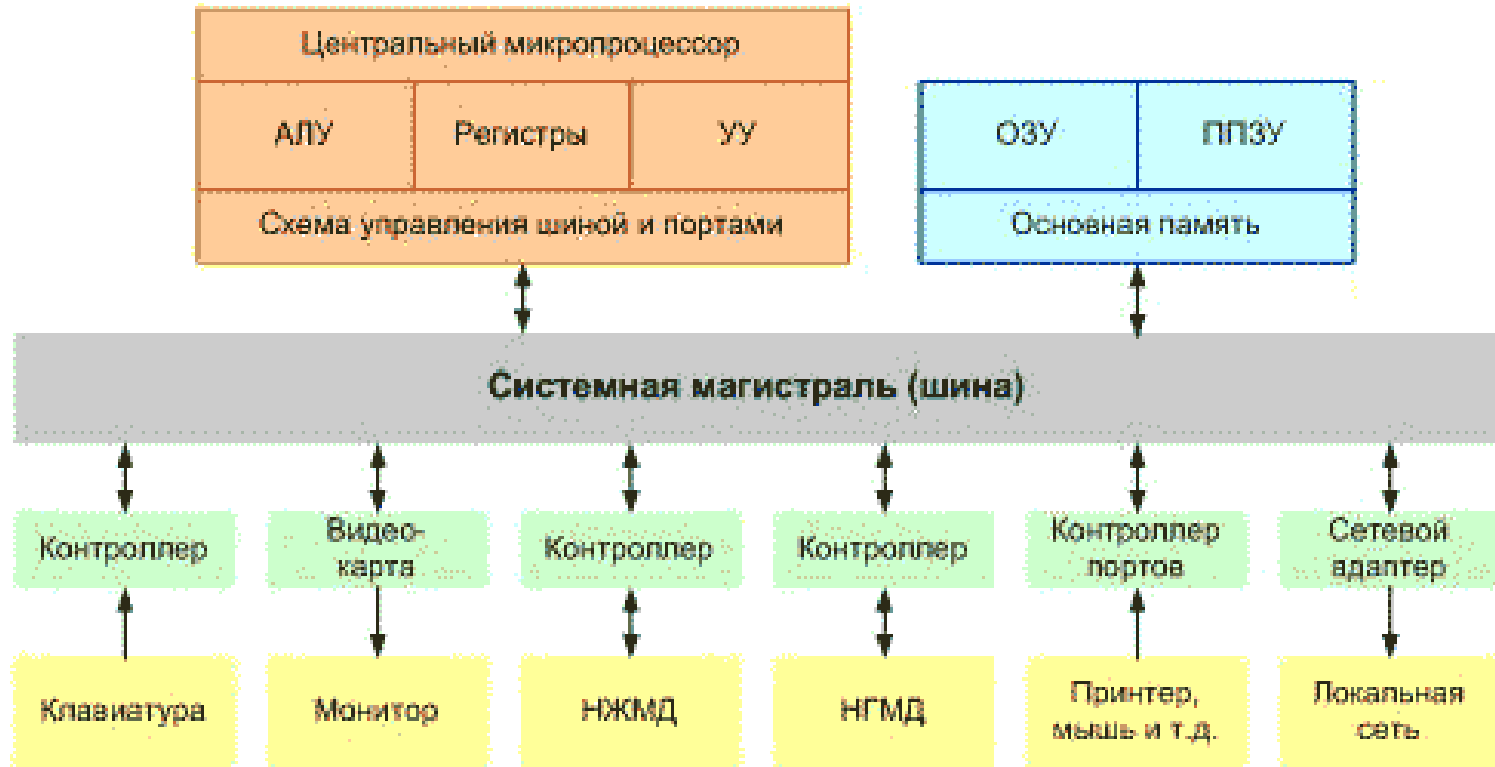 Центральный микропроцессор
АЛУ
Регистры
УУ
Схема управления шиной и портами
ОЗУ
ППЗУ
Основная память
Системная магистраль (шина)
Контроллер
Видео-
карта
Контроллер
Контроллер
Контроллер
портов
Сетевой
адаптер
Клавиатура
Монитор
НЖМД
НГМД
Принтер,
мышь и т.д.
Локальная
сеть